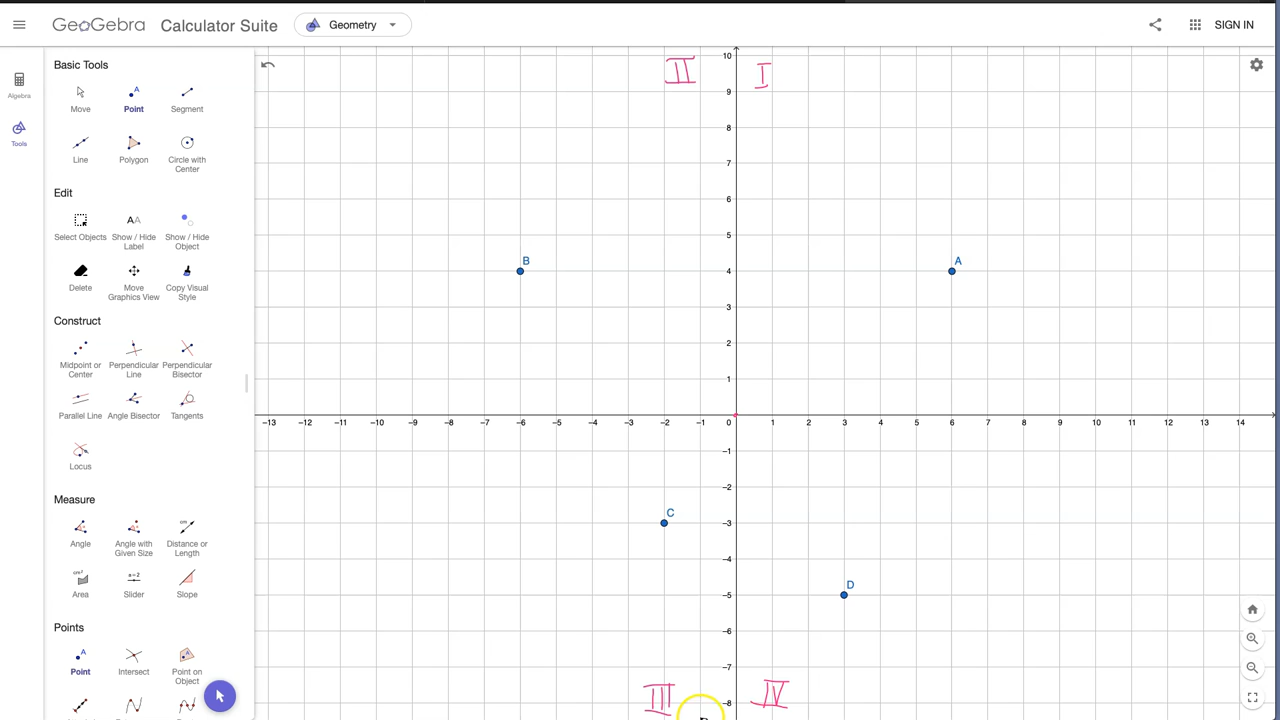 GeoGebra Calculator Suite Geometry SIGN IN
Algebra
Tools
Basic Tools
Move Point Segment
Line Polygon Circle with Center
Edit
Select Objects Show / Hide Label Show / Hide Object
Delete Move Graphics View Copy Visual Style
Construct
Midpoint or Center Perpendicular Line Perpendicular Bisector
Parallel Line Angle Bisector Tangents
Locus
Measure
Angle Angle with Given Size Distance or Length
Area Slider Slope
Points
Point Intersect Point on Object
II I
10
9
8
7
6
5
B A
4
3
2
1
−13 −12 −11 −10 −9 −8 −7 −6 −5 −4 −3 −2 −1 0 1 2 3 4 5 6 7 8 9 10 11 12 13 14
−1
−2
C
−3
−4
D
−5
−6
−7
III IV
−8